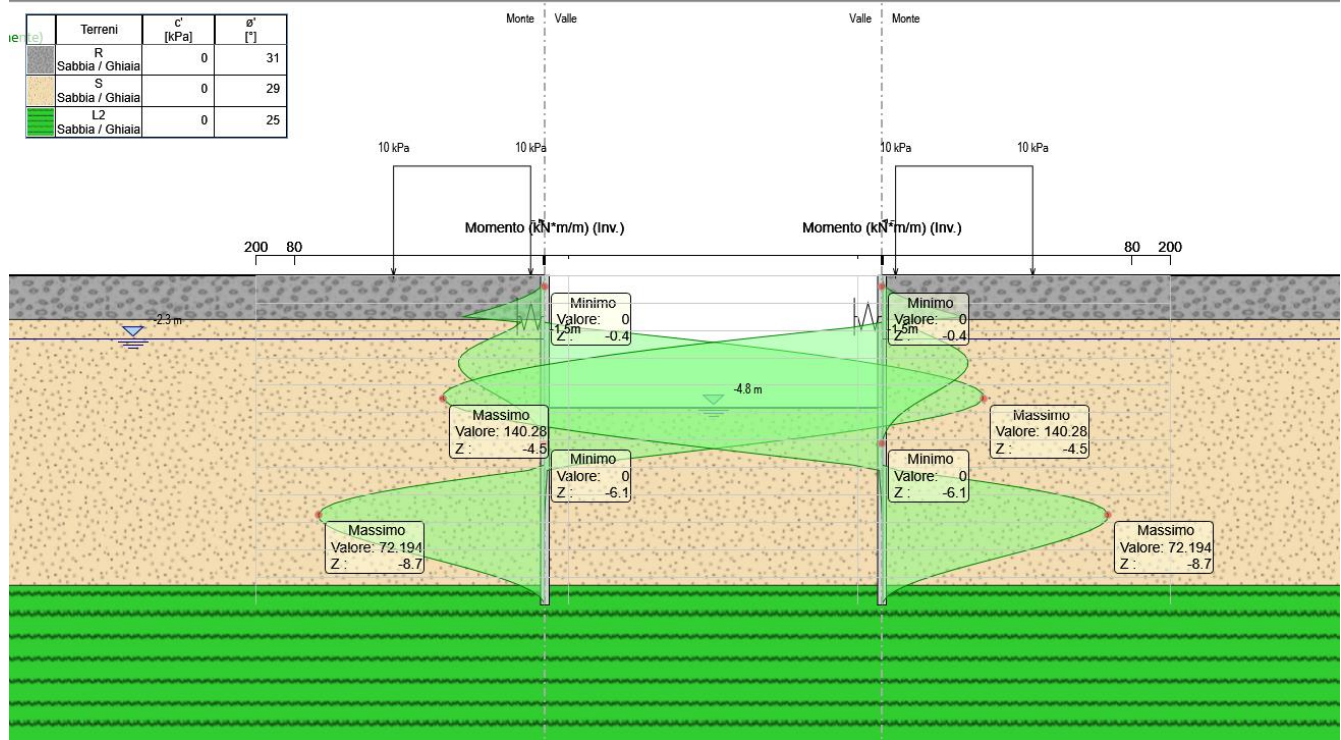 Monte Valle
Valle Monte
ente)
Terreni c' [kPa] ø' [°]
R
Sabbia / Ghiaia 0 31
S
Sabbia / Ghiaia 0 29
L2
Sabbia / Ghiaia 0 25
10 kPa 10 kPa 10 kPa 10 kPa
Momento (kN*m/m) (Inv.) Momento (kN*m/m) (Inv.)
200 80 80 200
-2.3 m
-1.5m
-1.5m
Minimo
Valore: 0
Z : -0.4
Minimo
Valore: 0
Z : -0.4
-4.8 m
Massimo
Valore: 140.28
Z : -4.5
Massimo
Valore: 140.28
Z : -4.5
Minimo
Valore: 0
Z : -6.1
Minimo
Valore: 0
Z : -6.1
Massimo
Valore: 72.194
Z : -8.7
Massimo
Valore: 72.194
Z : -8.7